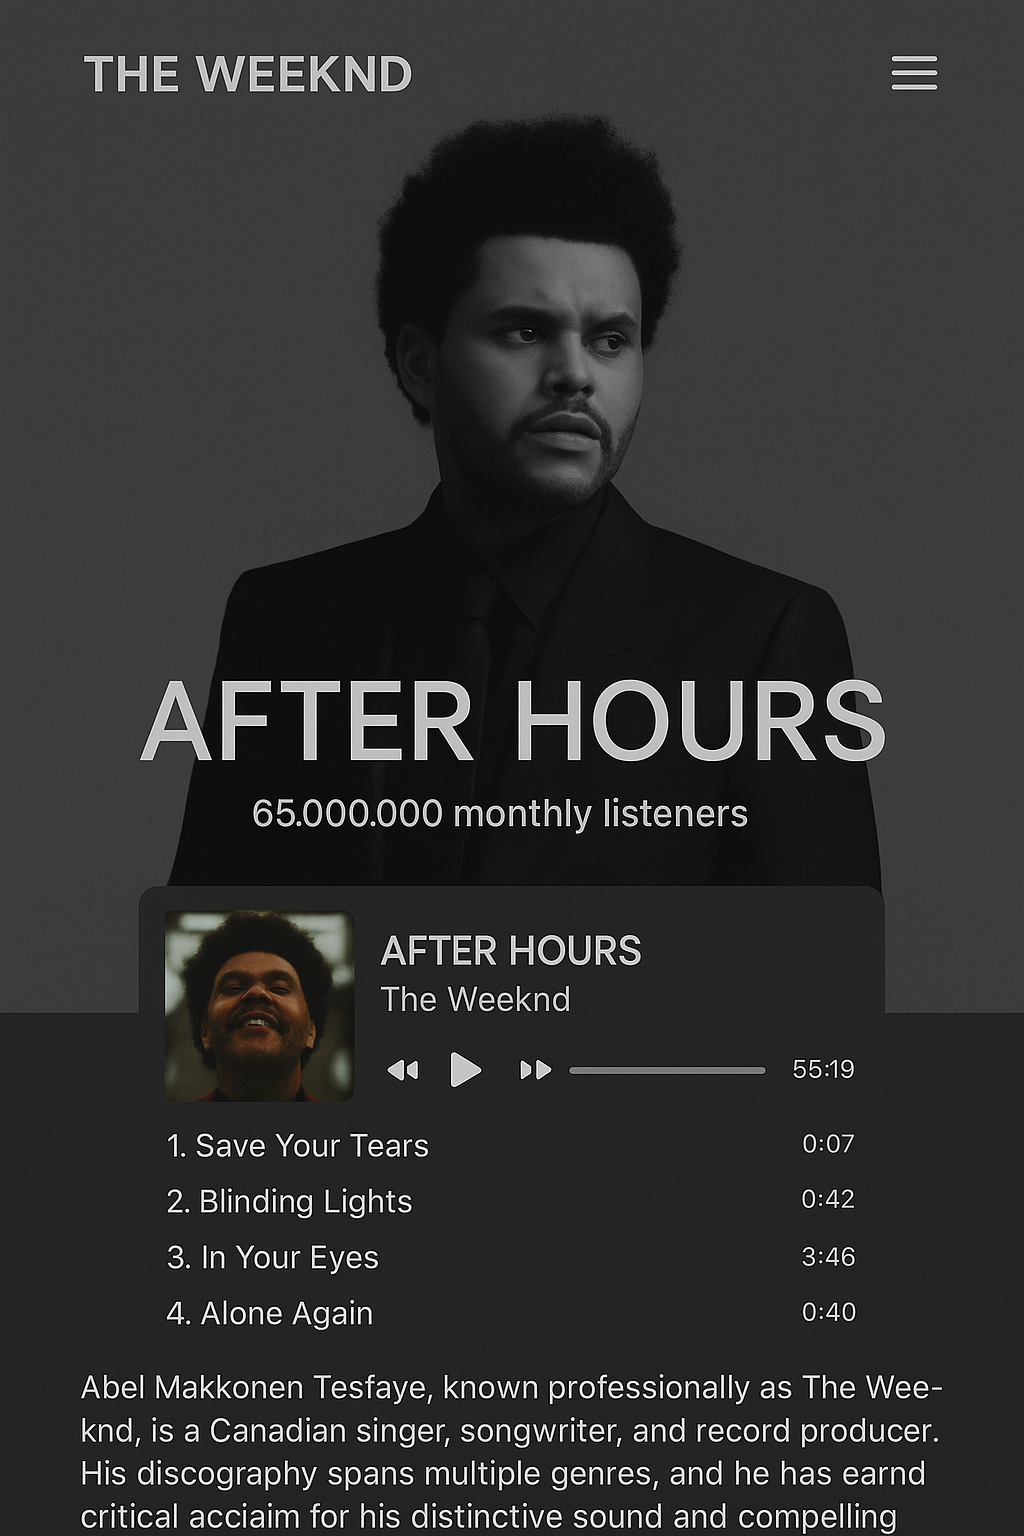 THE WEEKND
AFTER HOURS
65.000.000 monthly listeners
AFTER HOURS
The Weeknd
55:19
1. Save Your Tears 0:07
2. Blinding Lights 0:42
3. In Your Eyes 3:46
4. Alone Again 0:40
Abel Makkonen Tesfaye, known professionally as The Wee-
knd, is a Canadian singer, songwriter, and record producer.
His discography spans multiple genres, and he has earnd
critical acciaim for his distinctive sound and compelling